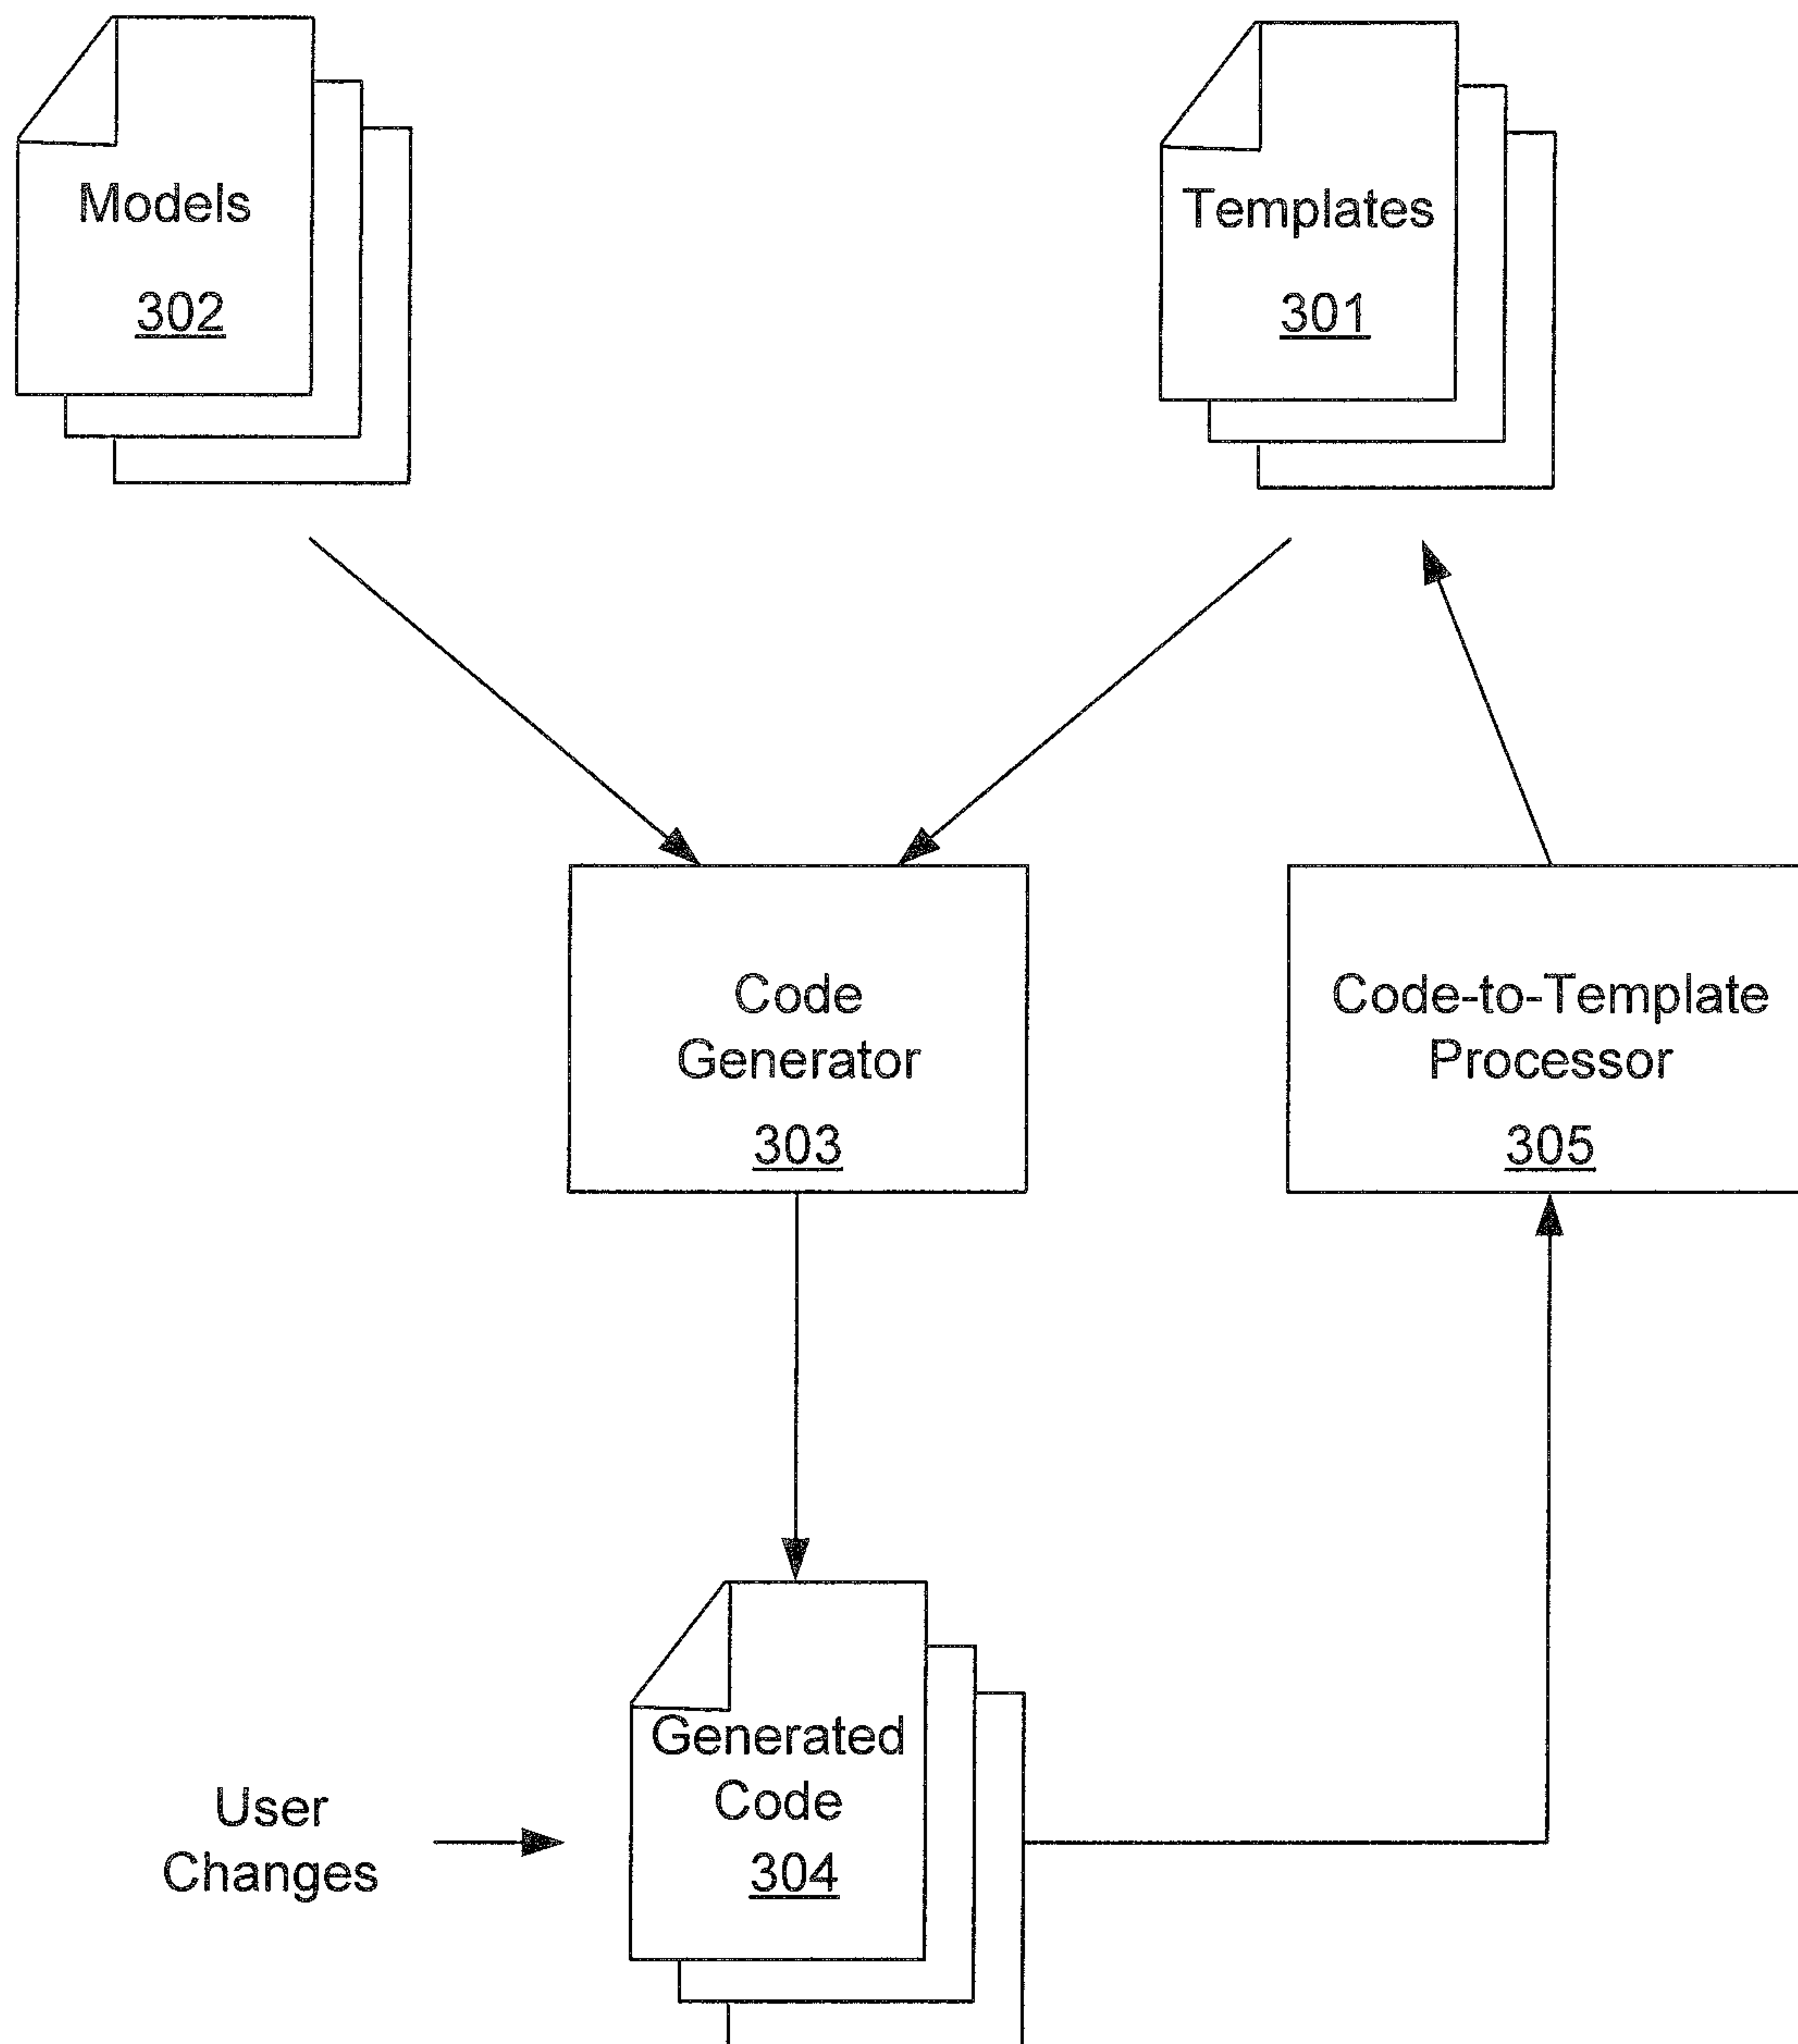 Models
302
Templates
301
Code
Generator
303
Code-to-Template
Processor
305
Generated
Code
304
User
Changes